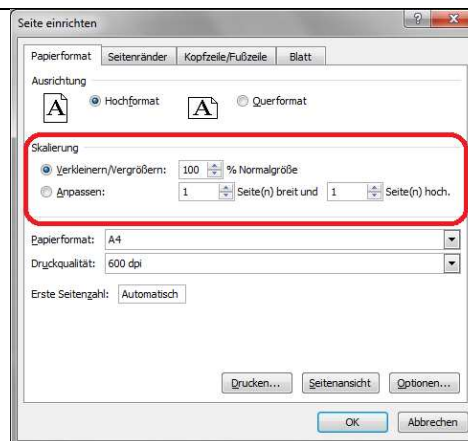 Seite einrichten
Papierformat Seitenränder Kopfzeile/Fußzeile Blatt
Ausrichtung
A Hochformat A Querformat
Skalierung
Verkleinern/Vergrößern: 100 % Normalgröße
Anpassen: 1 Seite(n) breit und 1 Seite(n) hoch.
Papierformat: A4
Druckqualität: 600 dpi
Erste Seitenzahl: Automatisch
Drucken... Seitenansicht Optionen...
OK Abbrechen